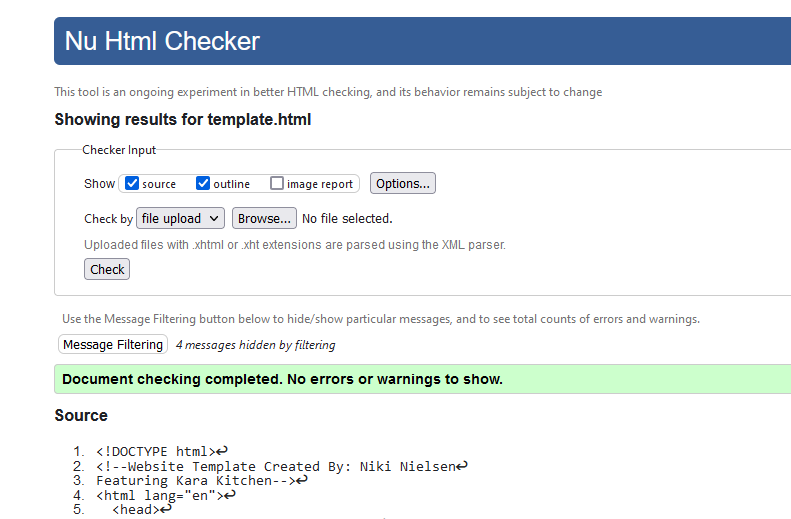 Nu Html Checker
This tool is an ongoing experiment in better HTML checking, and its behavior remains subject to change
Showing results for template.html
Checker Input
Show source outline image report Options...
Check by file upload Browse... No file selected.
Uploaded files with .xhtml or .xht extensions are parsed using the XML parser.
Check
Use the Message Filtering button below to hide/show particular messages, and to see total counts of errors and warnings.
Message Filtering 4 messages hidden by filtering
Document checking completed. No errors or warnings to show.
Source
1. <!DOCTYPE html>↩
2. <!--Website Template Created By: Niki Nielsen↩
3. Featuring Kara Kitchen-->↩
4. <html lang="en">↩
5. <head>↩